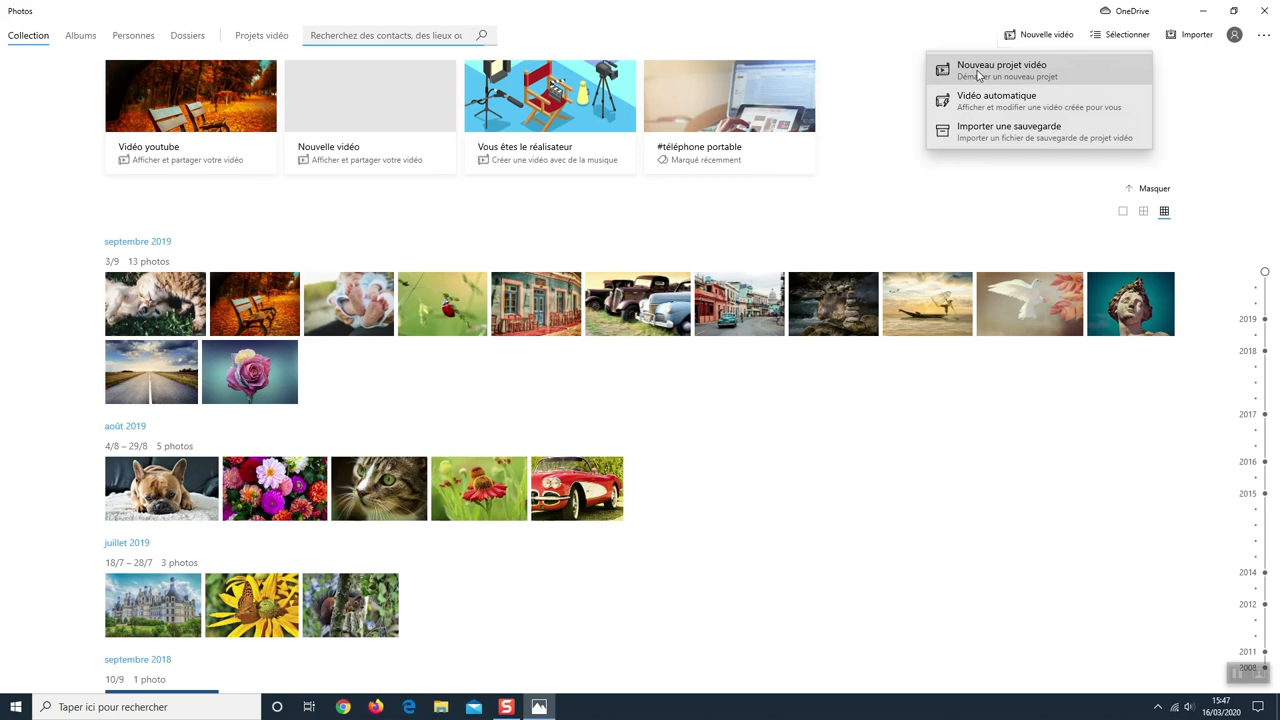 Photos
OneDrive
Collection
Albums
Personnes
Dossiers
Projets vidéo
Recherchez des contacts, des lieux ou
Nouvelle vidéo
Sélectionner
Importer
Nouveau projet vidéo
Démarrer un nouveau projet
Vidéo automatique
Afficher et modifier une vidéo créée pour vous
Importer une sauvegarde
Importer un fichier de sauvegarde de projet vidéo
Vidéo youtube
Afficher et partager votre vidéo
Nouvelle vidéo
Afficher et partager votre vidéo
Vous êtes le réalisateur
Créer une vidéo avec de la musique
#téléphone portable
Marqué récemment
Masquer
septembre 2019
3/9 13 photos
2019
2018
août 2019
4/8 – 29/8 5 photos
2017
2016
2015
juillet 2019
18/7 – 28/7 3 photos
2014
2012
septembre 2018
10/9 1 photo
2011
2008
Taper ici pour rechercher
15:47
16/03/2020